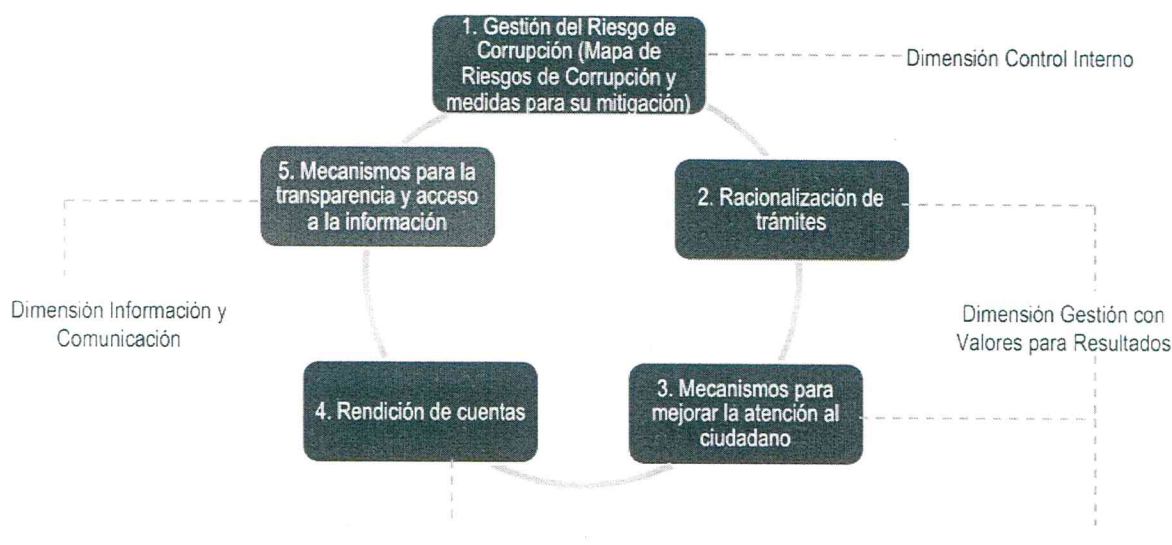 1. Gestión del Riesgo de
Corrupción (Mapa de
Riesgos de Corrupción y
medidas para su mitigación)
Dimensión Control Interno
5. Mecanismos para la
transparencia y acceso
a la información
2. Racionalización de
trámites
Dimensión Información y
Comunicación
Dimensión Gestión con
Valores para Resultados
4. Rendición de cuentas
3. Mecanismos para
mejorar la atención al
ciudadano